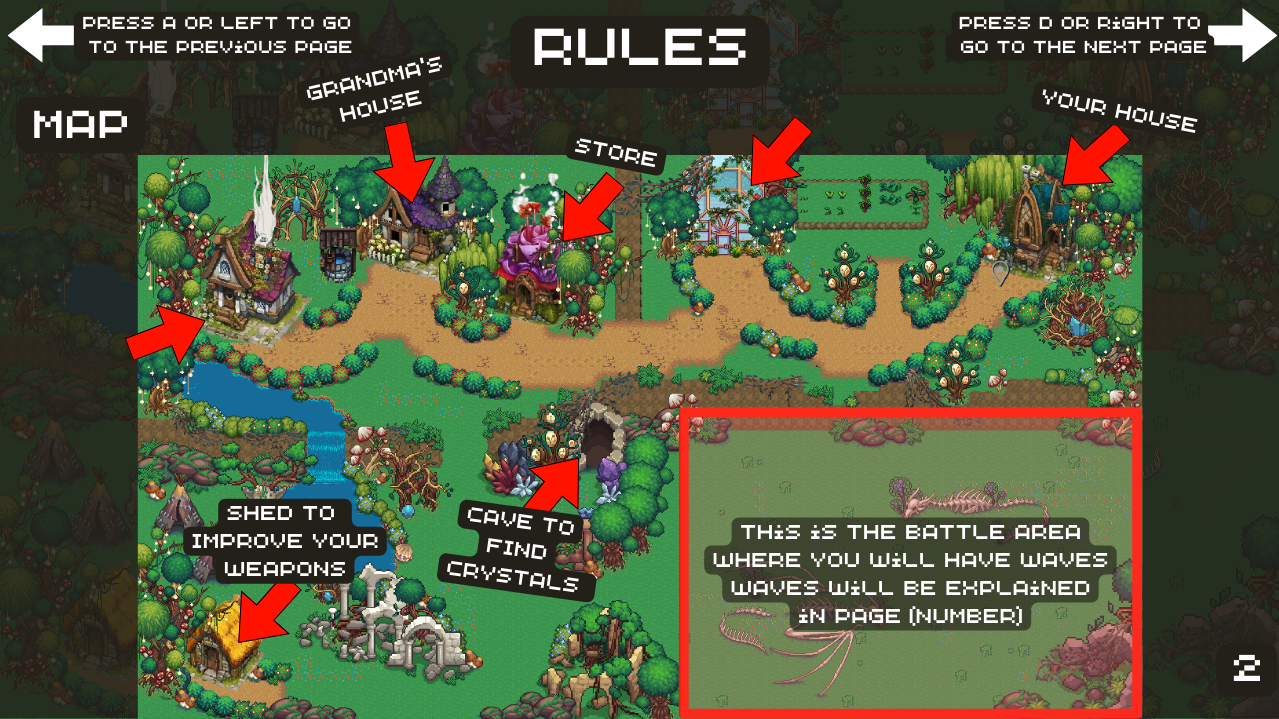 PRESS A OR LEFT TO GO
TO THE PREVIOUS PAGE
RULES
PRESS D OR RIGHT TO
GO TO THE NEXT PAGE
MAP
GRANDMA'S
HOUSE
STORE
YOUR HOUSE
SHED TO
IMPROVE YOUR
WEAPONS
CAVE TO
FIND
CRYSTALS
THIS IS THE BATTLE AREA
WHERE YOU WILL HAVE WAVES
WAVES WILL BE EXPLAINED
IN PAGE (NUMBER)
2